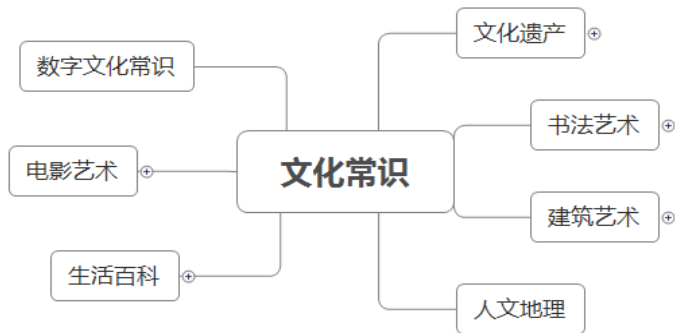 文化遗产
数字文化常识
书法艺术
文化常识
电影艺术
建筑艺术
生活百科
人文地理